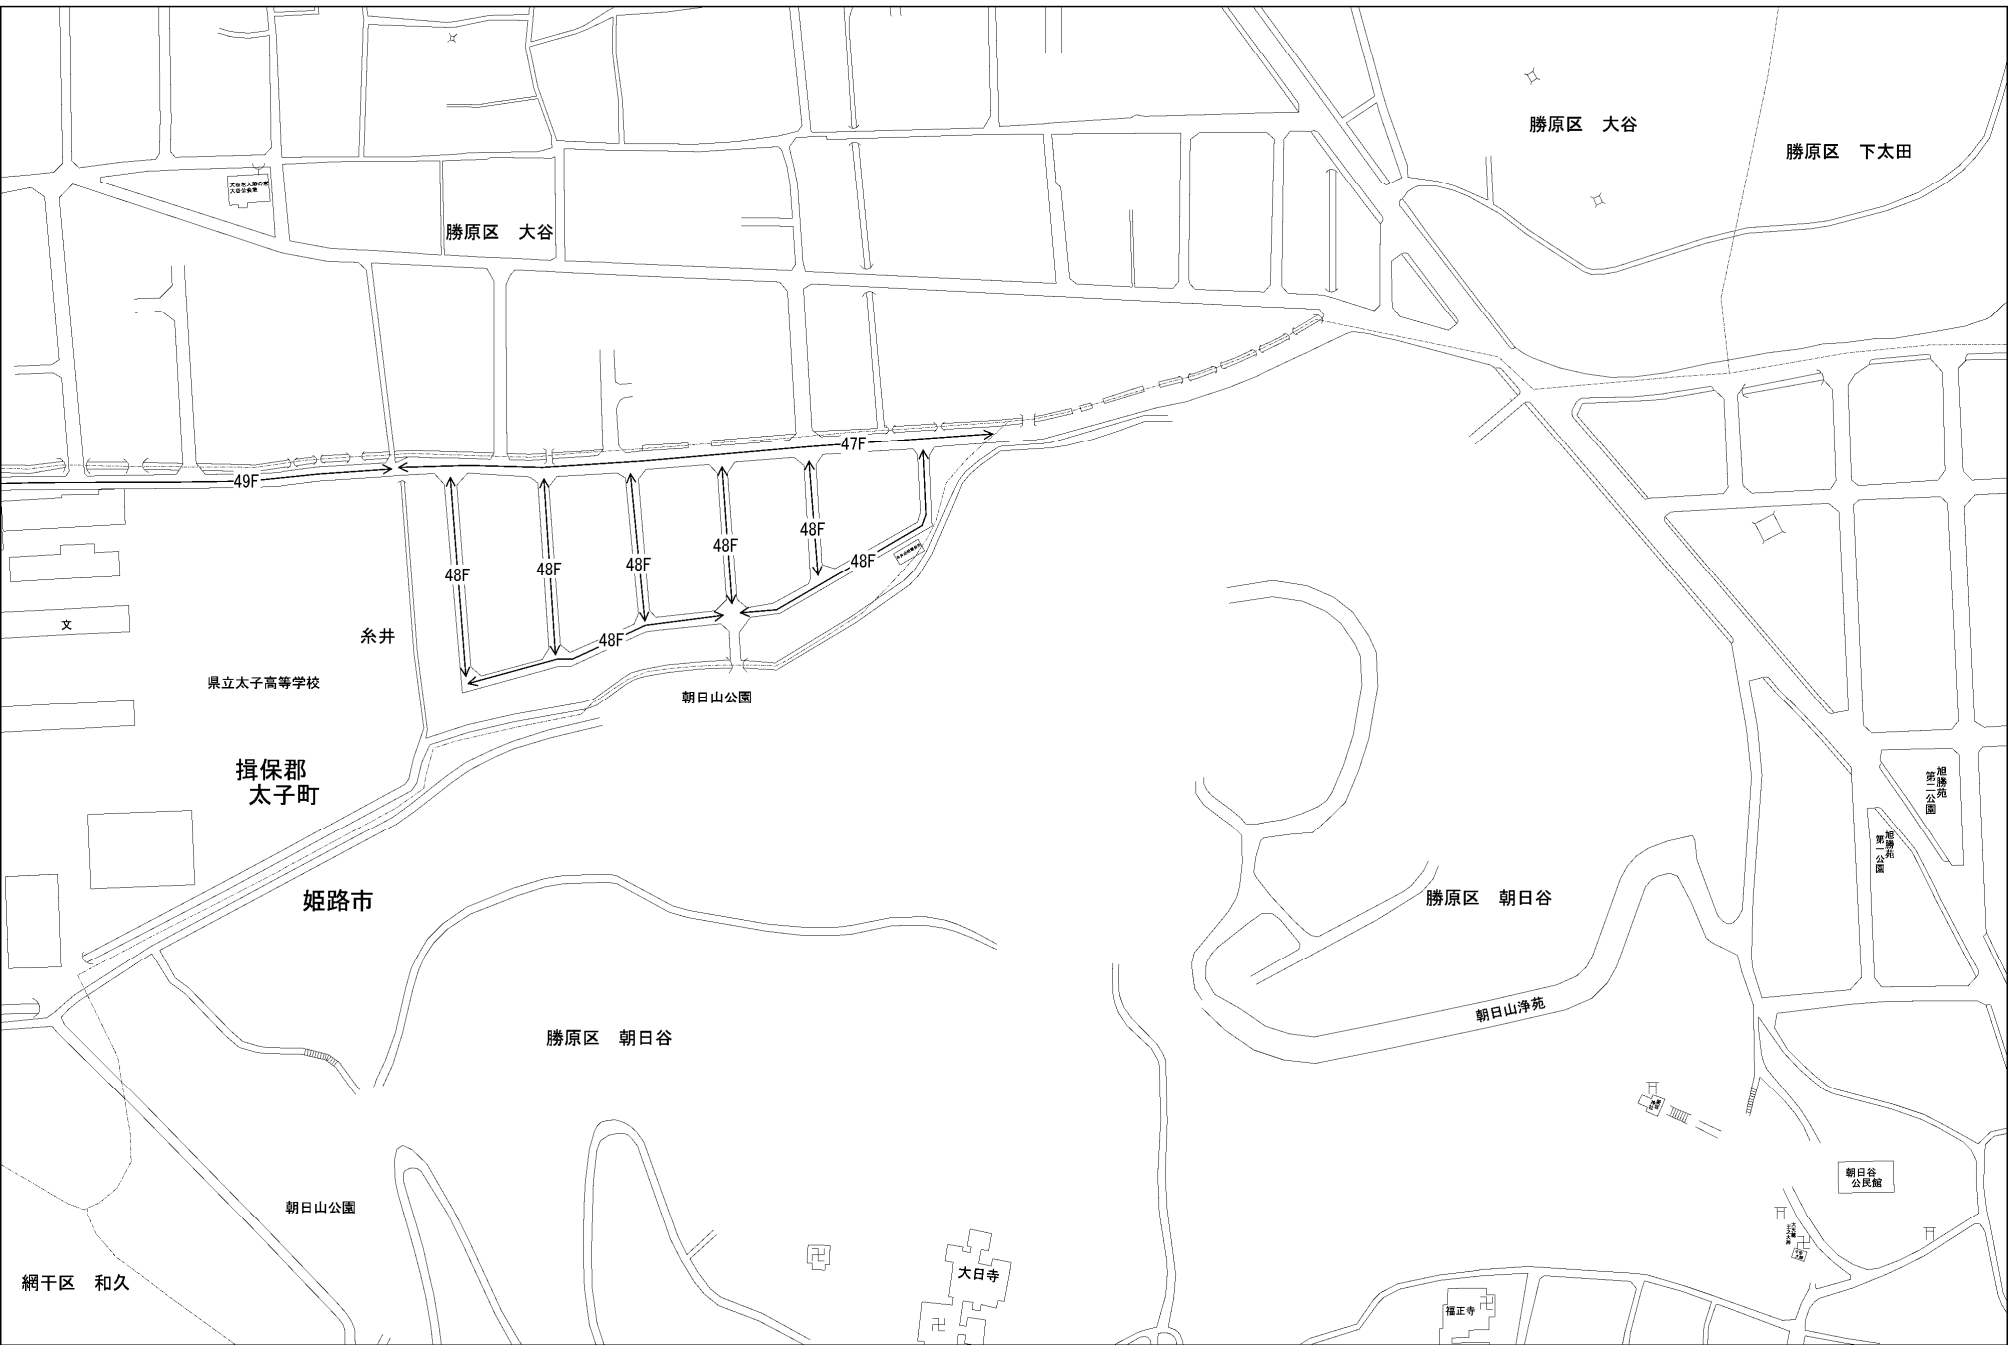 勝原区 大谷
勝原区 下太田
勝原区 大谷
47F
49F
48F
48F
48F
48F
48F
48F
48F
文
糸井
県立太子高等学校
朝日山公園
揖保郡
太子町
旭勝苑
第二公園
旭勝苑
第一公園
姫路市
勝原区 朝日谷
朝日山浄苑
勝原区 朝日谷
朝日谷
公民館
朝日山公園
網干区 和久
大日寺
福正寺